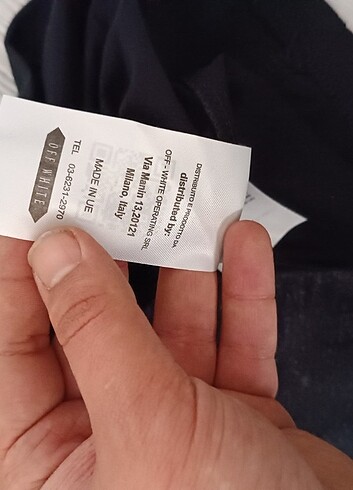 DISTRIBUITO E PRODOTTO DA
distributed by:
OFF - WHITE OPERATING SRL
Via Manin 13,20121
Milano, Italy
MADE IN UE
TEL 03-6231-2970
OFF WHITE